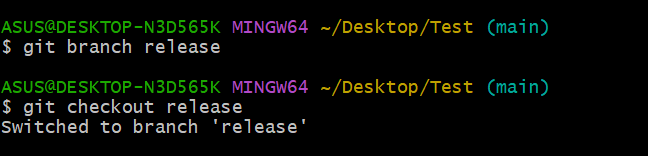 ASUS@DESKTOP-N3D565K MINGW64 ~/Desktop/Test (main)
$ git branch release
ASUS@DESKTOP-N3D565K MINGW64 ~/Desktop/Test (main)
$ git checkout release
Switched to branch 'release'